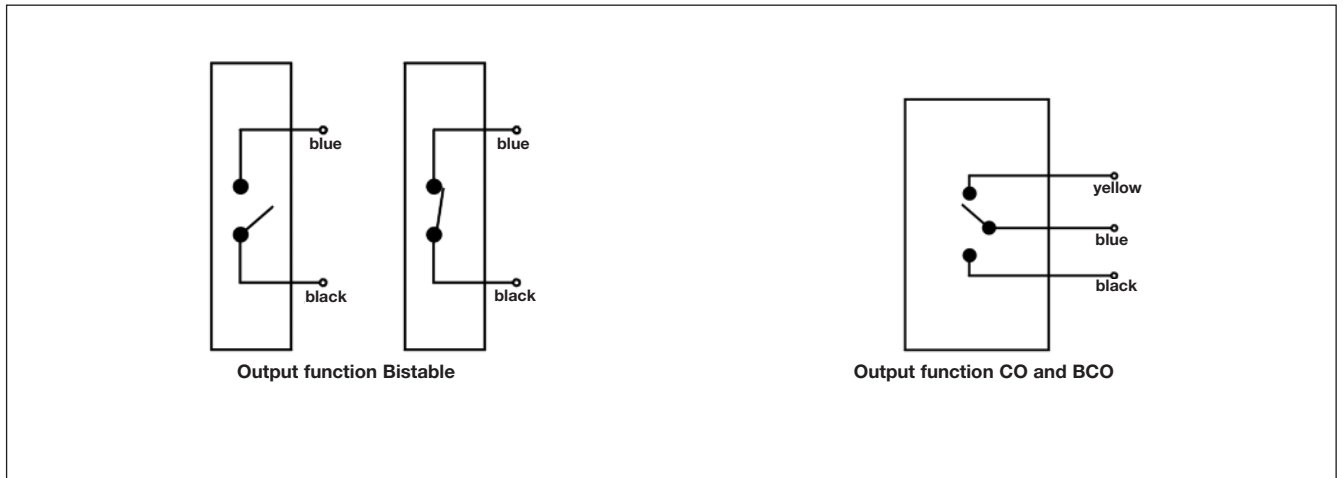 blue
black
blue
black
Output function Bistable
yellow
blue
black
Output function CO and BCO